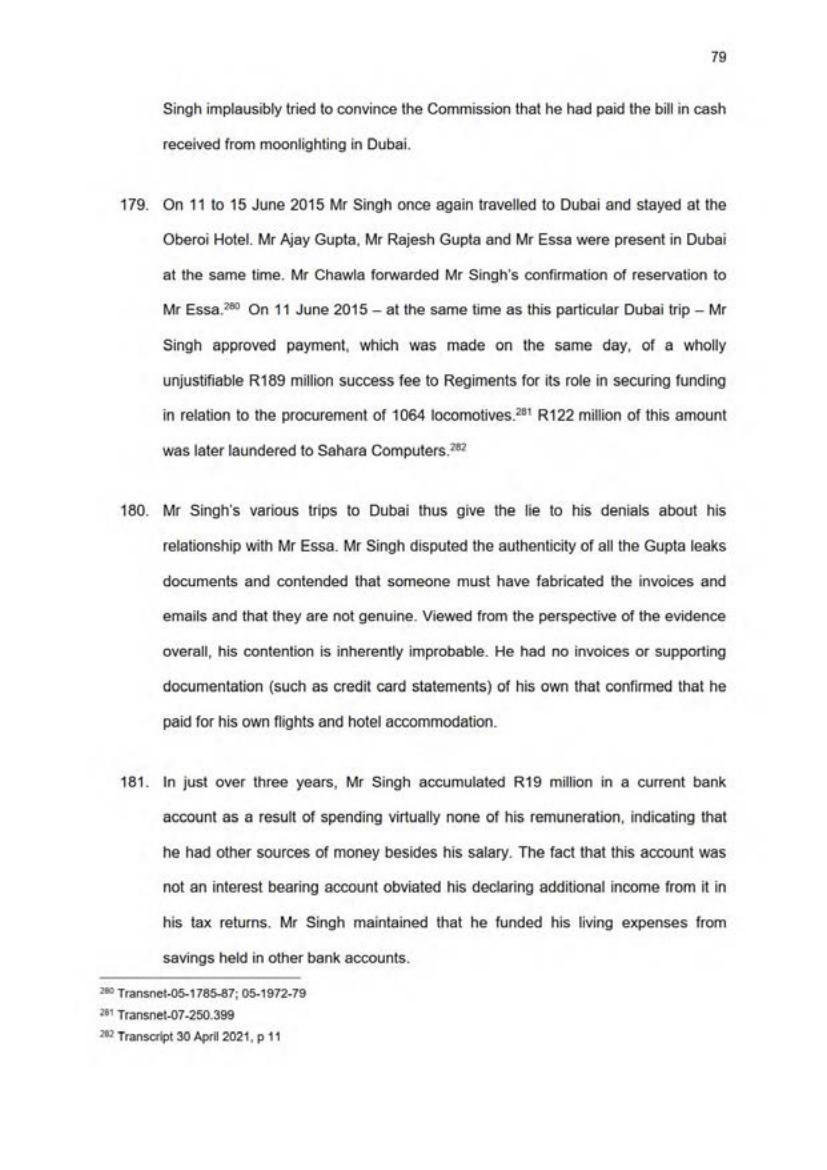 79
Singh implausibly tried to convince the Commission that he had paid the bill in cash
received from moonlighting in Dubai.
179. On 11 to 15 June 2015 Mr Singh once again travelled to Dubai and stayed at the
Oberoi Hotel. Mr Ajay Gupta, Mr Rajesh Gupta and Mr Essa were present in Dubai
at the same time. Mr Chawla forwarded Mr Singh's confirmation of reservation to
Mr Essa.280 On 11 June 2015 – at the same time as this particular Dubai trip – Mr
Singh approved payment, which was made on the same day, of a wholly
unjustifiable R189 million success fee to Regiments for its role in securing funding
in relation to the procurement of 1064 locomotives.281 R122 million of this amount
was later laundered to Sahara Computers.282
180. Mr Singh's various trips to Dubai thus give the lie to his denials about his
relationship with Mr Essa. Mr Singh disputed the authenticity of all the Gupta leaks
documents and contended that someone must have fabricated the invoices and
emails and that they are not genuine. Viewed from the perspective of the evidence
overall, his contention is inherently improbable. He had no invoices or supporting
documentation (such as credit card statements) of his own that confirmed that he
paid for his own flights and hotel accommodation.
181. In just over three years, Mr Singh accumulated R19 million in a current bank
account as a result of spending virtually none of his remuneration, indicating that
he had other sources of money besides his salary. The fact that this account was
not an interest bearing account obviated his declaring additional income from it in
his tax returns. Mr Singh maintained that he funded his living expenses from
savings held in other bank accounts.
280 Transnet-05-1785-87; 05-1972-79
281 Transnet-07-250.399
282 Transcript 30 April 2021, p 11